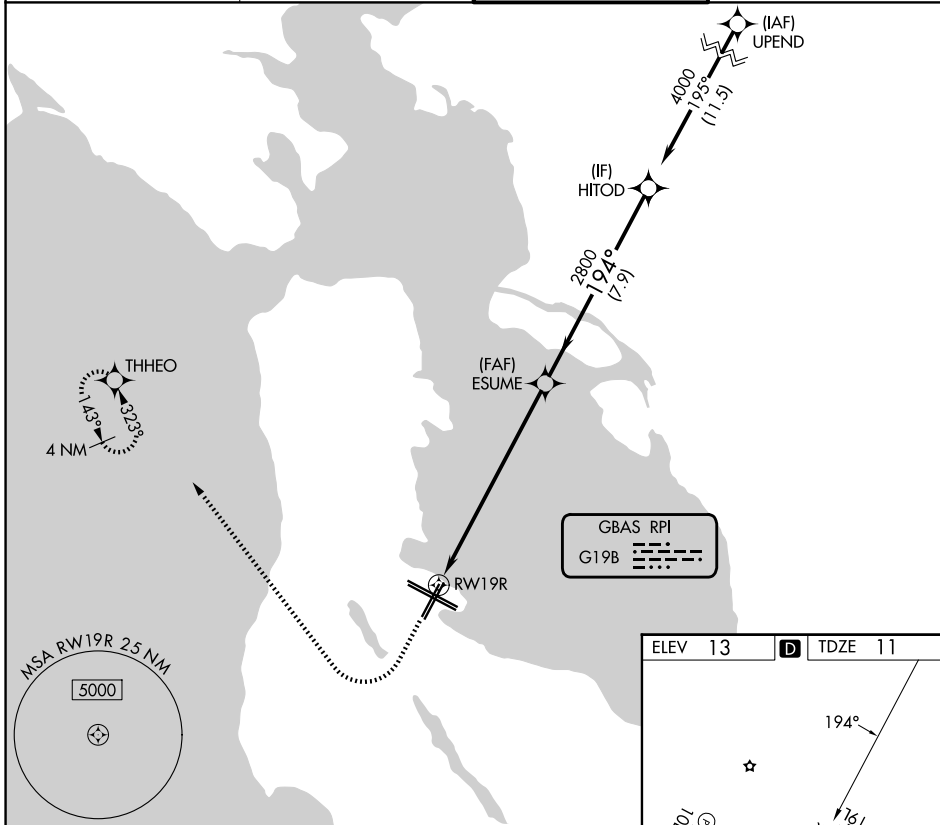 (IAF)
UPEND
4000
195°
(11.5)
(IF)
HITOD
2800
194°
(7.9)
(FAF)
ESUME
THHEO
143°
323°
4 NM
GBAS RPI
G19B
RW19R
MSA RW19R 25 NM
5000
ELEV 13
D
TDZE 11
194°
19L